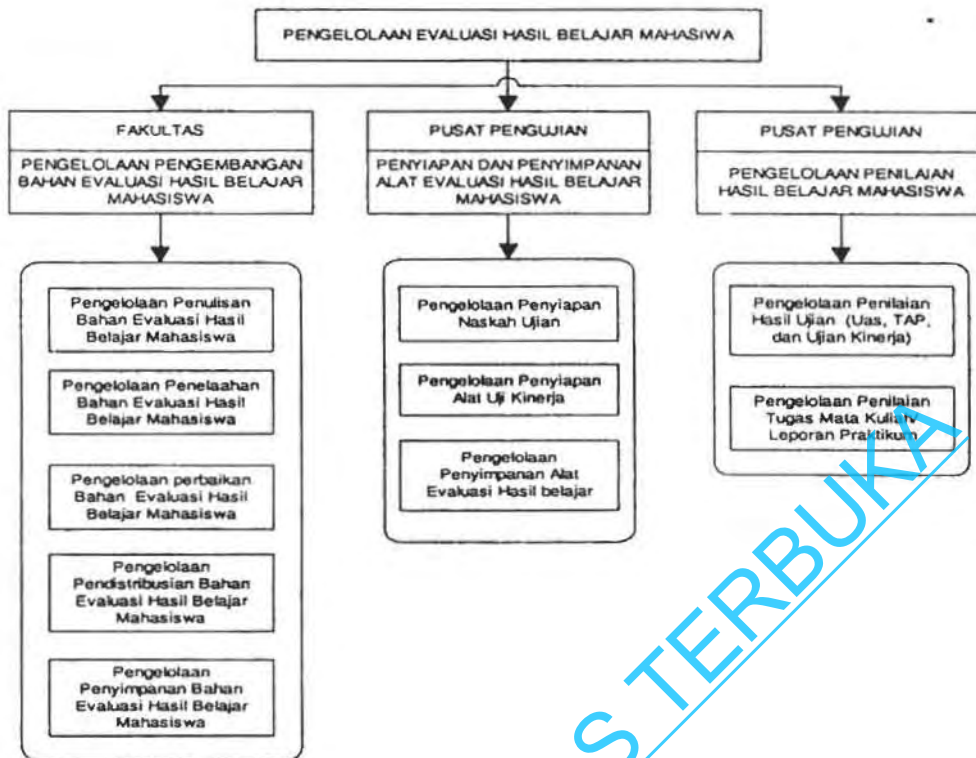 PENGELOLAAN EVALUASI HASIL BELAJAR MAHASIWA
FAKULTAS
PENGELOLAAN PENGEMBANGAN
BAHAN EVALUASI HASIL BELAJAR
MAHASISWA
Pengelolaan Penulisan
Bahan Evaluasi Hasil
Belajar Mahasiswa
Pengelolaan Penelaahan
Bahan Evaluasi Hasil
Belajar Mahasiswa
Pengelolaan perbaikan
Bahan Evaluasi Hasil
Belajar Mahasiswa
Pengelolaan
Pendistribusian Bahan
Evaluasi Hasil Belajar
Mahasiswa
Pengelolaan
Penyimpanan Bahan
Evaluasi Hasil Belajar
Mahasiswa
PUSAT PENGUJIAN
PENYIAPAN DAN PENYIMPANAN
ALAT EVALUASI HASIL BELAJAR
MAHASISWA
Pengelolaan Penyiapan
Naskah Ujian
Pengelolaan Penyiapan
Alat Uji Kinerja
Pengelolaan
Penyimpanan Alat
Evaluasi Hasil belajar
PUSAT PENGUJIAN
PENGELOLAAN PENILAIAN
HASIL BELAJAR MAHASISWA
Pengelolaan Penilaian
Hasil Ujian (Uas, TAP,
dan Ujian Kinerja)
Pengelolaan Penilaian
Tugas Mata Kuliah/
Leporan Praktikum
S TERBUKA